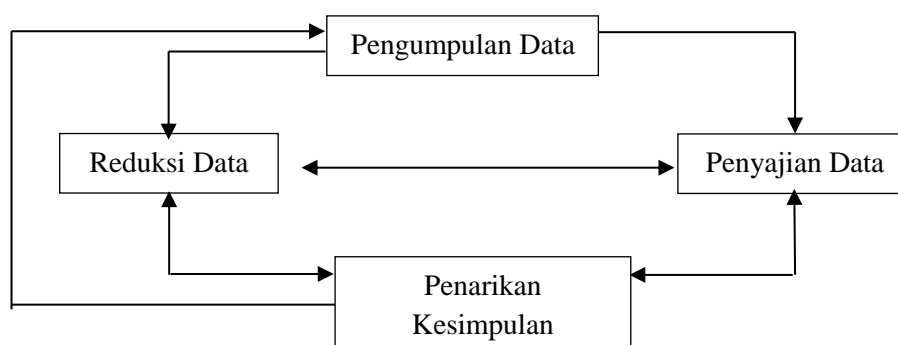 Pengumpulan Data
Reduksi Data
Penyajian Data
Penarikan
Kesimpulan